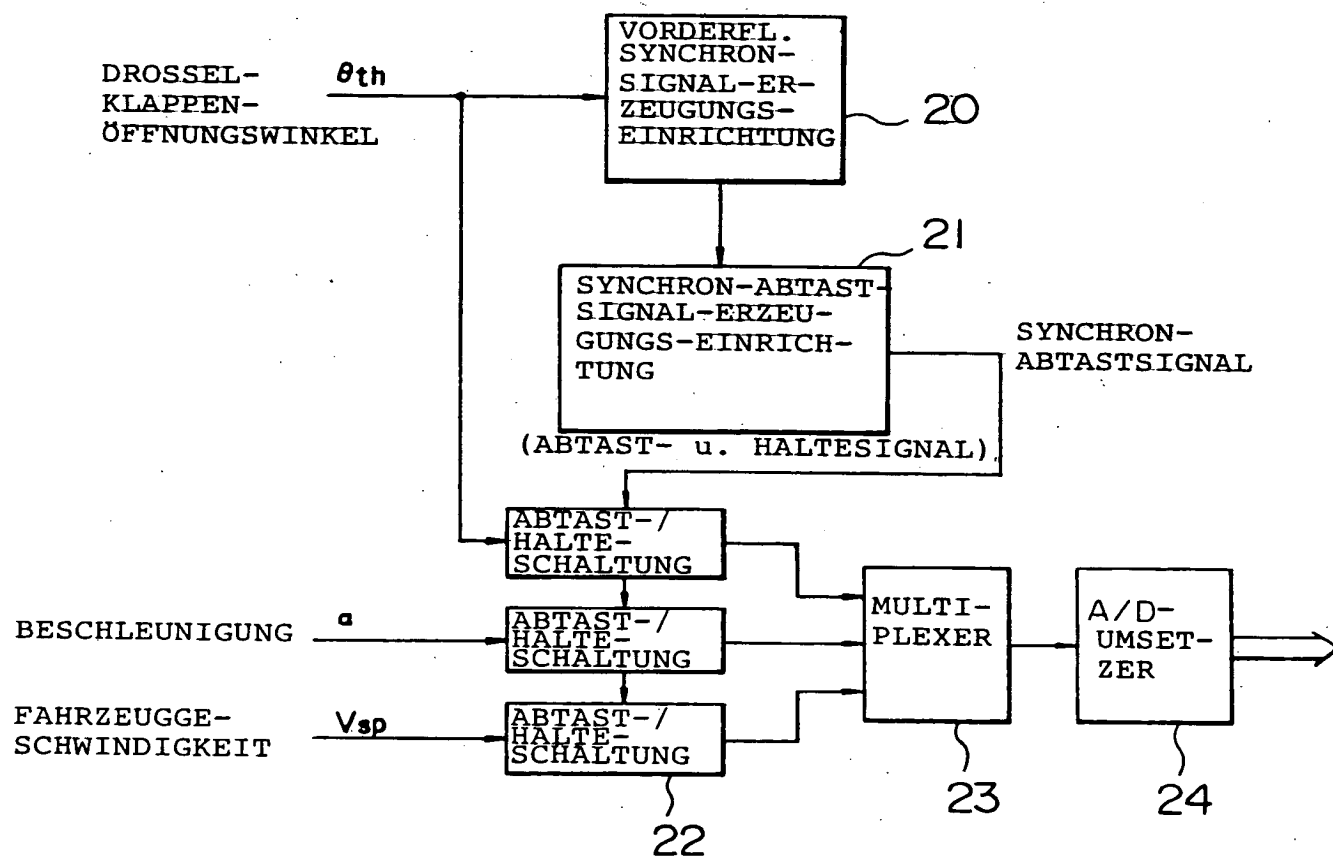 VORDERFL.
SYNCHRON-
SIGNAL-ER-
ZEUGUNGS-
EINRICHTUNG
20
DROSSEL-
KLAPPEN-
ÖFFNUNGSWINKEL
θth
21
SYNCHRON-ABTAST-
SIGNAL-ERZEU-
GUNGS-EINRICH-
TUNG
SYNCHRON-
ABTASTSIGNAL
(ABTAST- u. HALTESIGNAL)
ABTAST-/
HALTE-
SCHALTUNG
BESCHLEUNIGUNG
a
ABTAST-/
HALTE-
SCHALTUNG
FAHRZEUGGE-
SCHWINDIGKEIT
Vsp
ABTAST-/
HALTE-
SCHALTUNG
22
MULTI-
PLEXER
23
A/D-
UMSET-
ZER
24